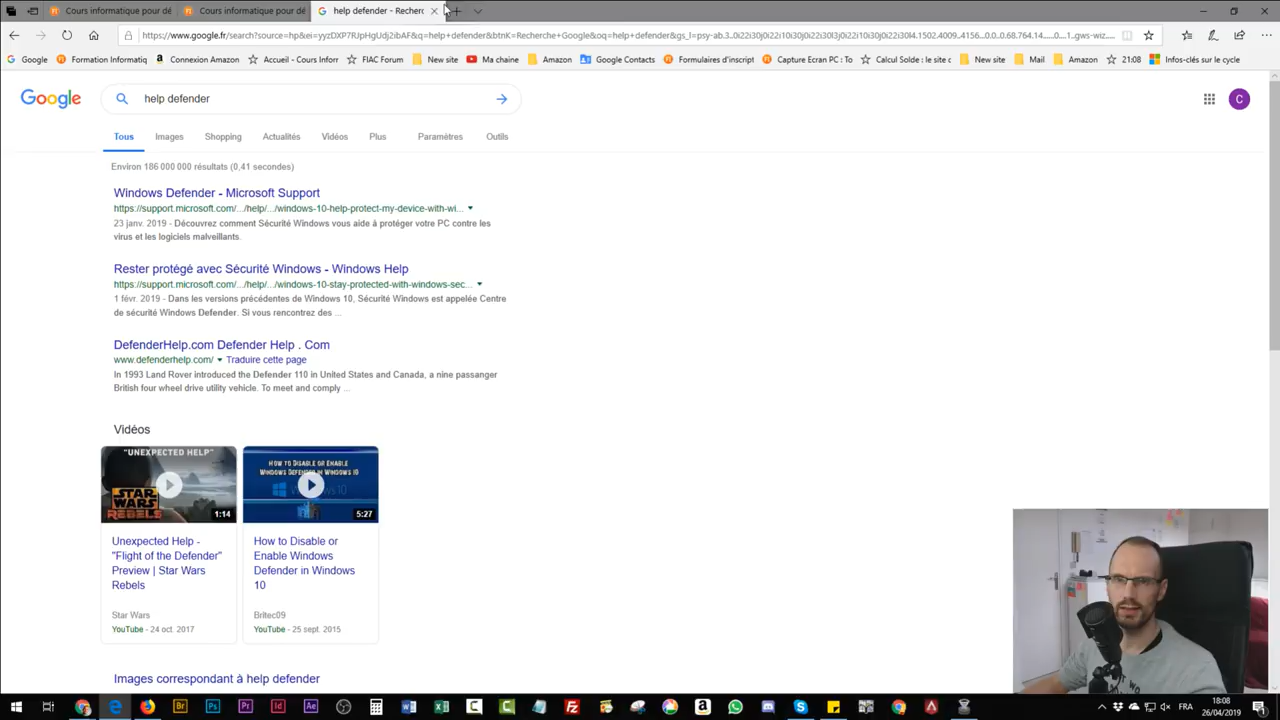 Cours informatique pour dé
Cours informatique pour dé
help defender - Recherc
https://www.google.fr/search?source=hp&ei=yyzDXP7RJpHgUdj2ibAF&q=help+defender&btnK=Recherche+Google&oq=help+defender&gs_l=psy-ab.3..0i22i30j0i22i10i30j0i22i30l3j0i22i10i30j0i22i30l4.1502.4009..4156...0.0..0.68.764.14......0....1..gws-wiz....
Google
Formation Informatiq
Connexion Amazon
Accueil - Cours Inforr
FIAC Forum
New site
Ma chaine
Amazon
Google Contacts
Formulaires d'inscript
Capture Ecran PC : To
Calcul Solde : le site c
New site
Mail
Amazon
21:08
Infos-clés sur le cycle
Google
help defender
C
Tous
Images
Shopping
Actualités
Vidéos
Plus
Paramètres
Outils
Environ 186 000 000 résultats (0,41 secondes)
Windows Defender - Microsoft Support
https://support.microsoft.com/.../help/.../windows-10-help-protect-my-device-with-wi...
23 janv. 2019 - Découvrez comment Sécurité Windows vous aide à protéger votre PC contre les
virus et les logiciels malveillants.
Rester protégé avec Sécurité Windows - Windows Help
https://support.microsoft.com/.../help/.../windows-10-stay-protected-with-windows-sec...
1 févr. 2019 - Dans les versions précédentes de Windows 10, Sécurité Windows est appelée Centre
de sécurité Windows Defender. Si vous rencontrez des ...
DefenderHelp.com Defender Help . Com
www.defenderhelp.com/ Traduire cette page
In 1993 Land Rover introduced the Defender 110 in United States and Canada, a nine passanger
British four wheel drive utility vehicle. To meet and comply ...
Vidéos
"UNEXPECTED HELP"
STAR WARS
REBELS
1:14
HOW TO DISABLE OR ENABLE
WINDOWS DEFENDER IN WINDOWS
10
5:27
Unexpected Help -
"Flight of the Defender"
Preview | Star Wars
Rebels
Star Wars
YouTube - 24 oct. 2017
How to Disable or
Enable Windows
Defender in Windows
10
Britec09
YouTube - 25 sept. 2015
Images correspondant à help defender
Br
Ps
Pr
Id
Ae
FRA
18:08
26/04/2019